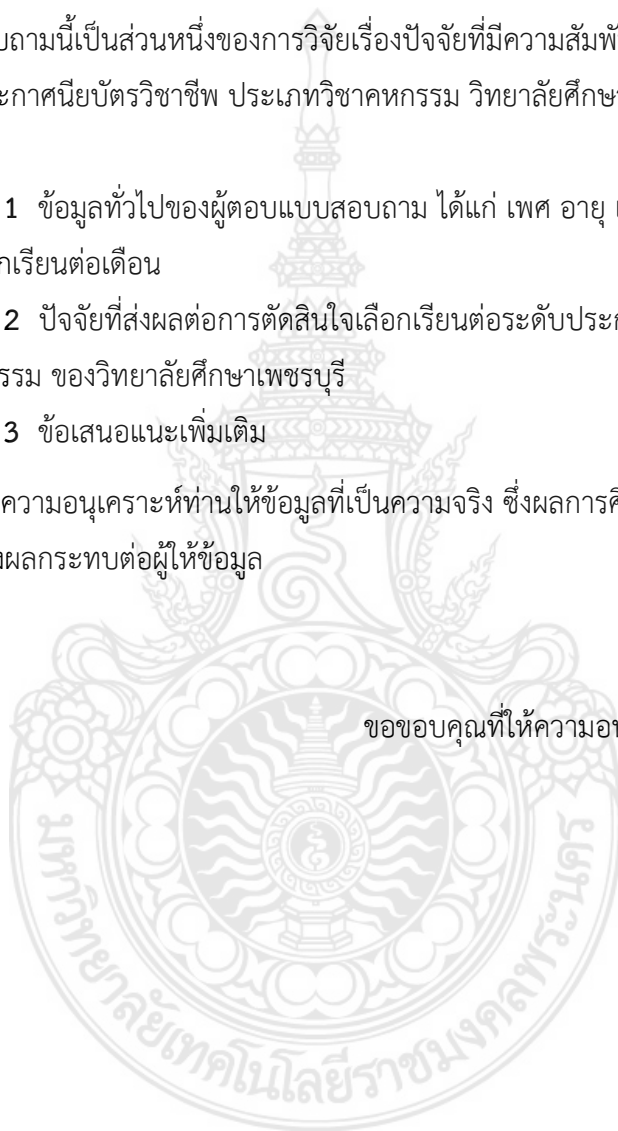 บถามนี้เป็นส่วนหนึ่งของการวิจัยเรื่องปัจจัยที่มีความสัมพั
ะกาศนียบัตรวิชาชีพ ประเภทวิชาคหกรรม วิทยาลัยศึกษา
1 ข้อมูลทั่วไปของผู้ตอบแบบสอบถาม ได้แก่ เพศ อายุ เ
กเรียนต่อเดือน
2 ปัจจัยที่ส่งผลต่อการตัดสินใจเลือกเรียนต่อระดับประก
รรม ของวิทยาลัยศึกษาเพชรบุรี
3 ข้อเสนอแนะเพิ่มเติม
ความอนุเคราะห์ท่านให้ข้อมูลที่เป็นความจริง ซึ่งผลการศึ
งผลกระทบต่อผู้ให้ข้อมูล
ขอขอบคุณที่ให้ความอน
มหาวิทยาลัยเทคโนโลยีราชมงคลพระนคร